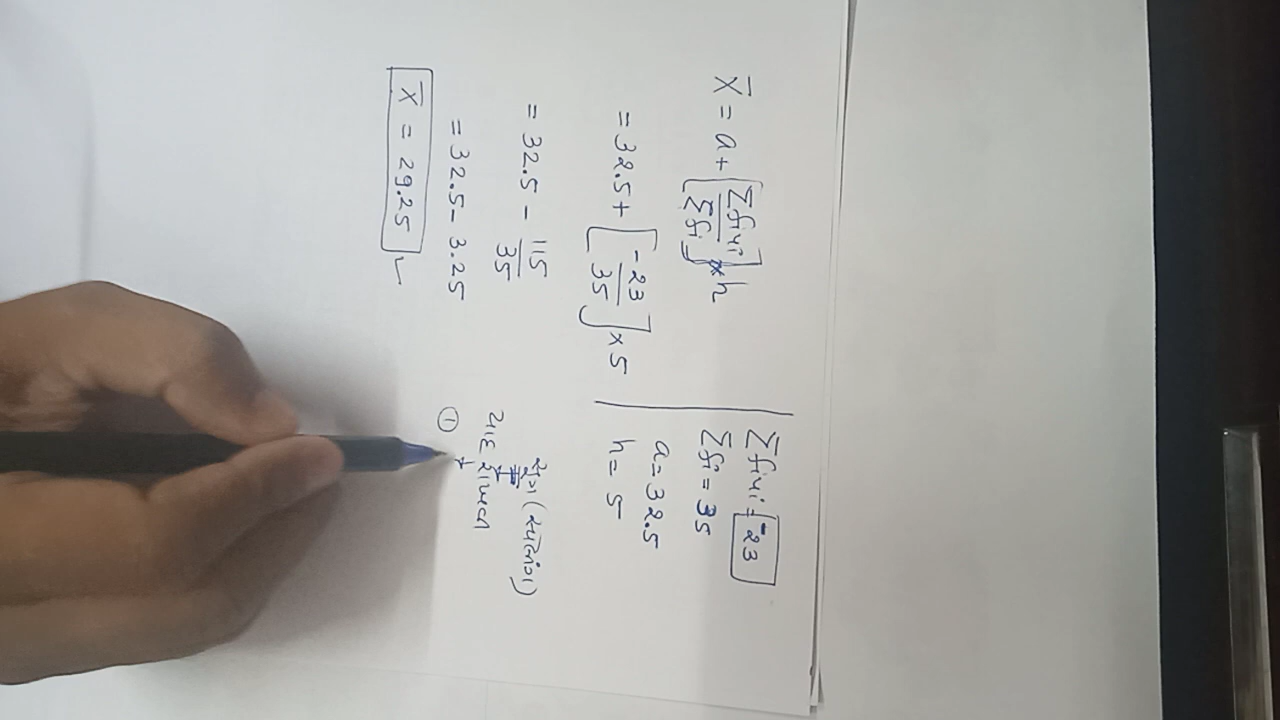 X̄ = a + [Σfiui / Σfi] × h
= 32.5 + [-23 / 35] × 5
= 32.5 - 115 / 35
= 32.5 - 3.25
X̄ = 29.25
Σfiui = -23
Σfi = 35
a = 32.5
h = 5
①